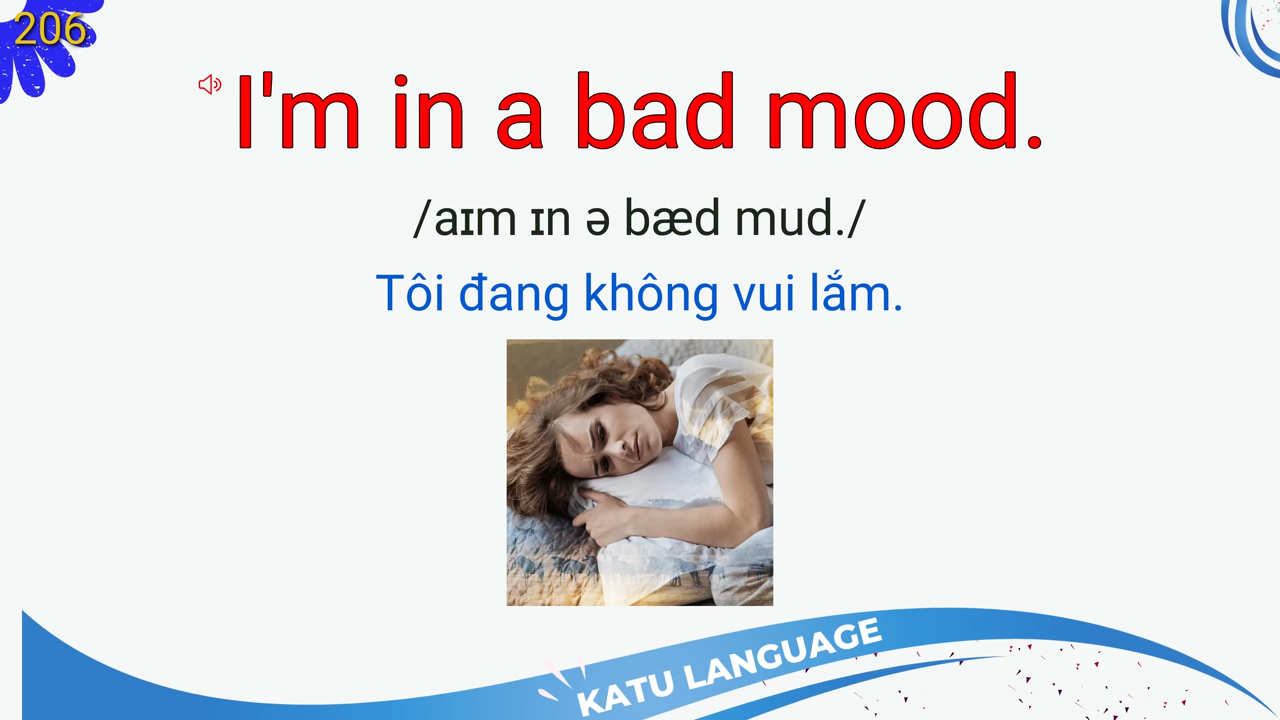 206
I'm in a bad mood.
/aɪm ɪn ə bæd mud./
Tôi đang không vui lắm.
KATU LANGUAGE